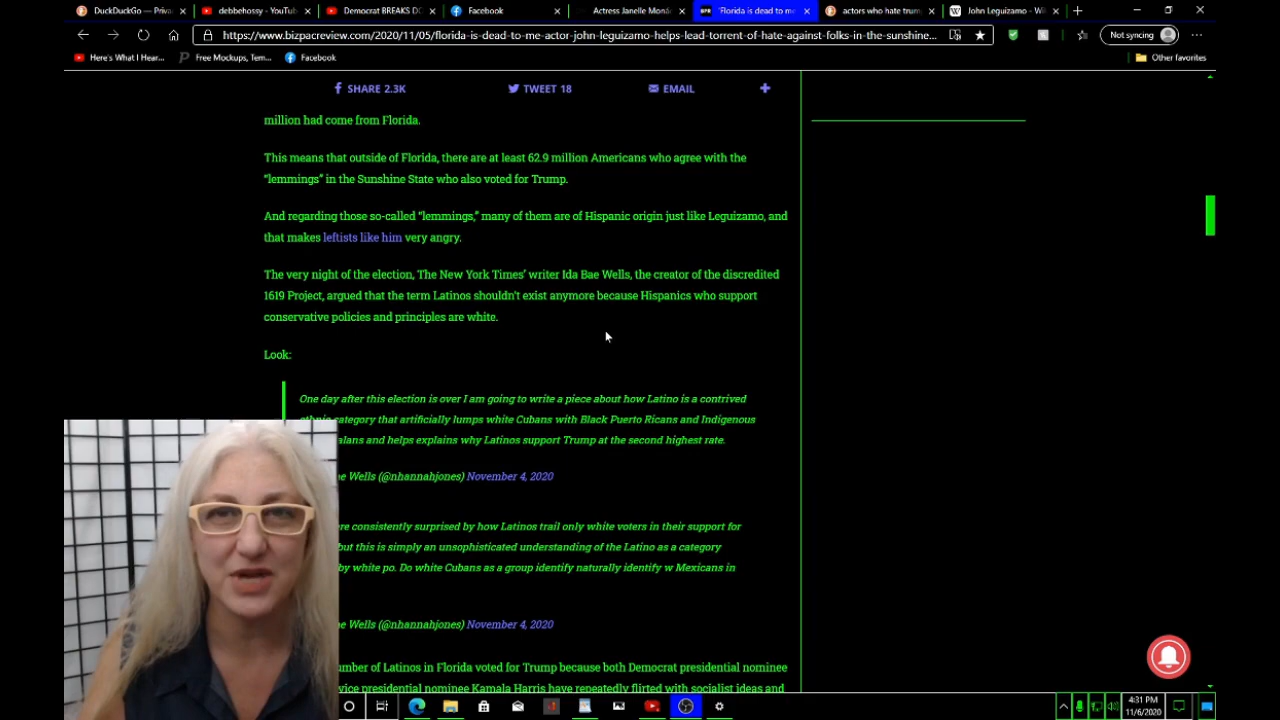 DuckDuckGo — Priva
debbehossy - YouTub
Democrat BREAKS DO
Facebook
Actress Janelle Moná
"Florida is dead to me
actors who hate trum
John Leguizamo - Wi
https://www.bizpacreview.com/2020/11/05/florida-is-dead-to-me-actor-john-leguizamo-helps-lead-torrent-of-hate-against-folks-in-the-sunshine...
Not syncing
Here's What I Hear...
Free Mockups, Tem...
Facebook
Other favorites
SHARE 2.3K
TWEET 18
EMAIL
million had come from Florida.
This means that outside of Florida, there are at least 62.9 million Americans who agree with the
"lemmings" in the Sunshine State who also voted for Trump.
And regarding those so-called "lemmings," many of them are of Hispanic origin just like Leguizamo, and
that makes leftists like him very angry.
The very night of the election, The New York Times' writer Ida Bae Wells, the creator of the discredited
1619 Project, argued that the term Latinos shouldn't exist anymore because Hispanics who support
conservative policies and principles are white.
Look:
One day after this election is over I am going to write a piece about how Latino is a contrived
ethnic category that artificially lumps white Cubans with Black Puerto Ricans and Indigenous
alans and helps explains why Latinos support Trump at the second highest rate.
e Wells (@nhannahjones) November 4, 2020
re consistently surprised by how Latinos trail only white voters in their support for
but this is simply an unsophisticated understanding of the Latino as a category
by white po. Do white Cubans as a group identify naturally identify w Mexicans in
e Wells (@nhannahjones) November 4, 2020
umber of Latinos in Florida voted for Trump because both Democrat presidential nominee
vice presidential nominee Kamala Harris have repeatedly flirted with socialist ideas and
4:31 PM
11/6/2020